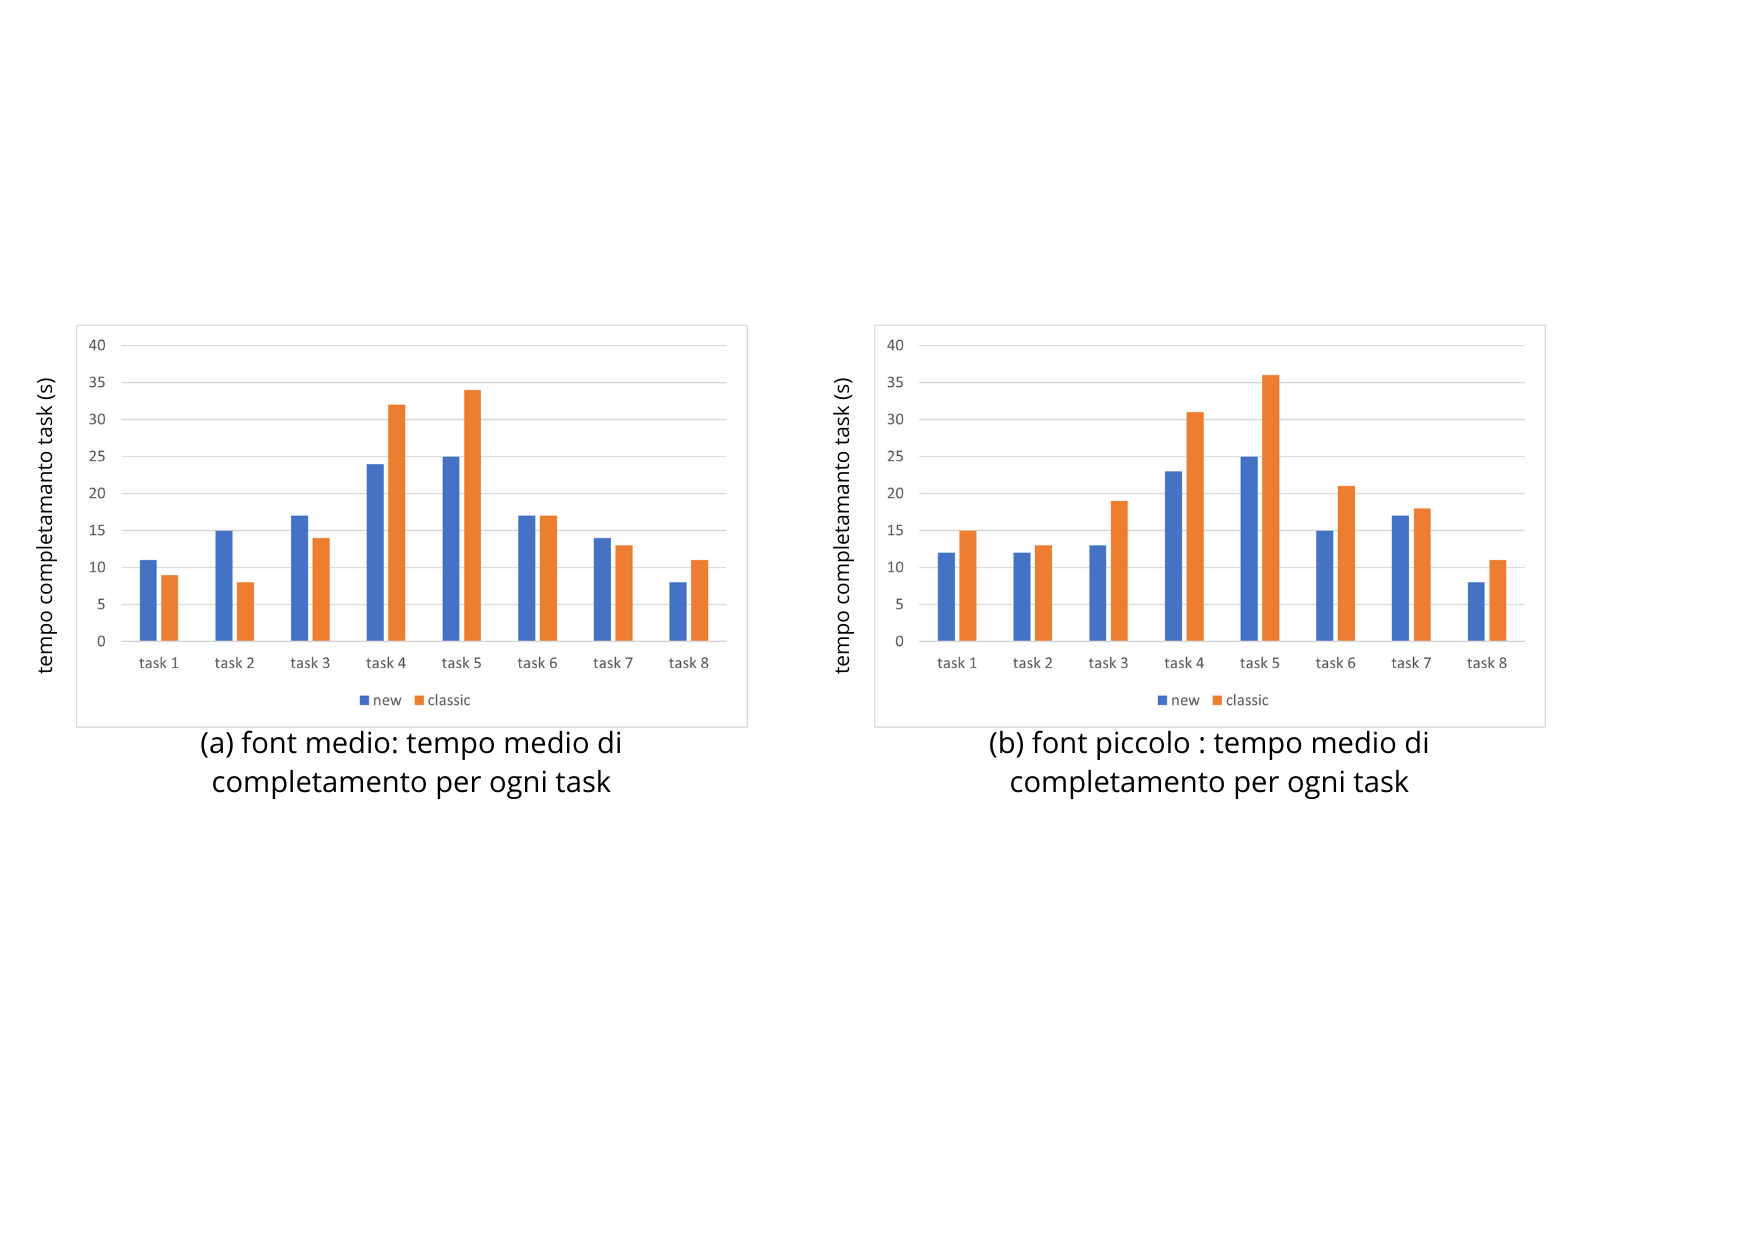 tempo completamanto task (s)
40
35
30
25
20
15
10
5
0
task 1 task 2 task 3 task 4 task 5 task 6 task 7 task 8
new classic
(a) font medio: tempo medio di
completamento per ogni task
tempo completamanto task (s)
40
35
30
25
20
15
10
5
0
task 1 task 2 task 3 task 4 task 5 task 6 task 7 task 8
new classic
(b) font piccolo : tempo medio di
completamento per ogni task